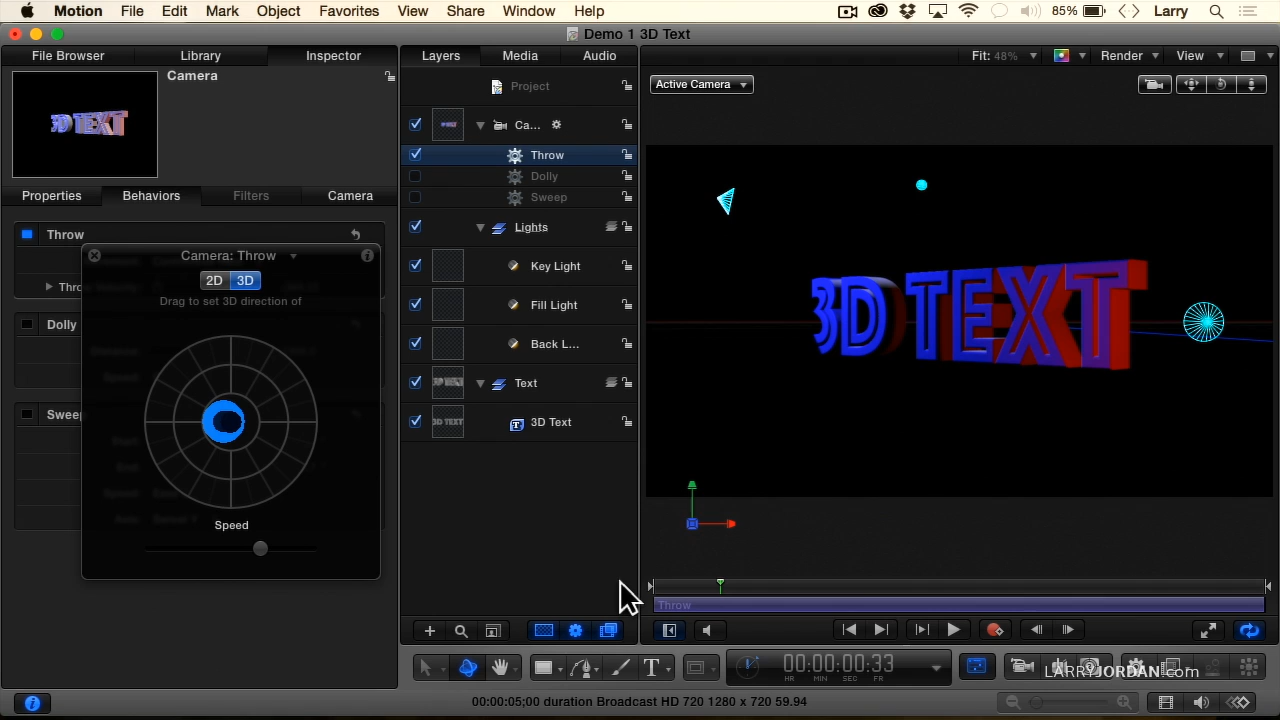 Motion File Edit Mark Object Favorites View Share Window Help 85% Larry
Demo 1 3D Text
File Browser Library Inspector Layers Media Audio Fit: 48% Render View
Camera
Project
Active Camera
Ca...
Throw
Dolly
Sweep
Properties Behaviors Filters Camera
Lights
Throw
Camera: Throw
2D 3D
Drag to set 3D direction of
Key Light
Fill Light
Dolly
Back L...
Text
Sweep
3D Text
3D TEXT
Speed
Throw
00:00:00:33
HR MIN SEC FR
LARRYJORDAN.com
00:00:05;00 duration Broadcast HD 720 1280 x 720 59.94